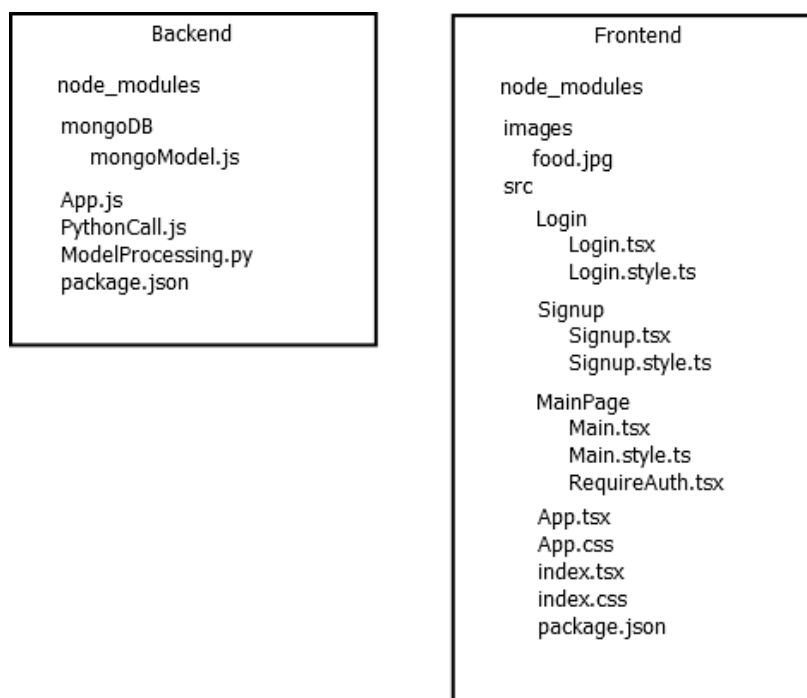 Backend
node_modules
mongoDB
mongoModel.js
App.js
PythonCall.js
ModelProcessing.py
package.json
Frontend
node_modules
images
food.jpg
src
Login
Login.tsx
Login.style.ts
Signup
Signup.tsx
Signup.style.ts
MainPage
Main.tsx
Main.style.ts
RequireAuth.tsx
App.tsx
App.css
index.tsx
index.css
package.json